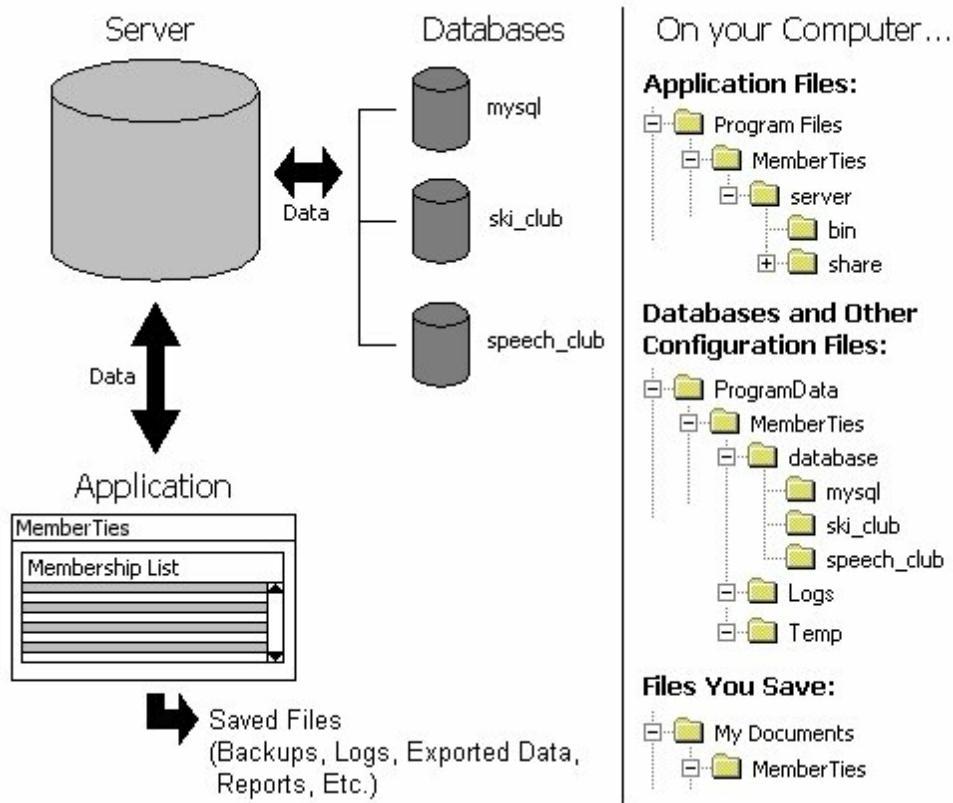 Server
Databases
mysql
Data
ski_club
speech_club
Data
Application
MemberTies
Membership List
Saved Files
(Backups, Logs, Exported Data,
Reports, Etc.)
On your Computer...
Application Files:
Program Files
MemberTies
server
bin
share
Databases and Other
Configuration Files:
ProgramData
MemberTies
database
mysql
ski_club
speech_club
Logs
Temp
Files You Save:
My Documents
MemberTies